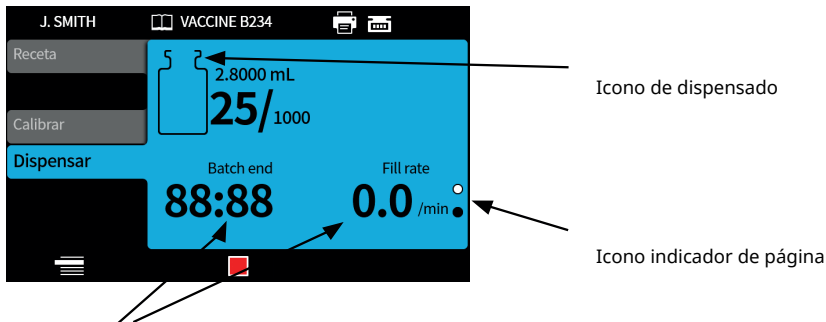 J. SMITH
VACCINE B234
Receta
Calibrar
Dispensar
2.8000 mL
25/1000
Batch end
88:88
Fill rate
0.0 /min
Icono de dispensado
Icono indicador de página